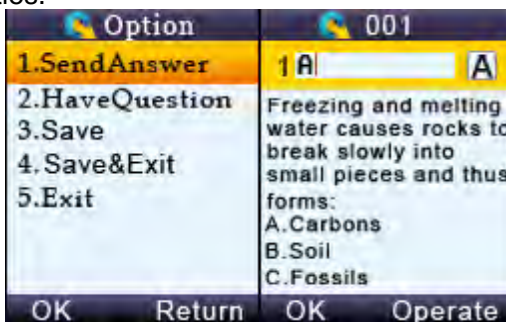 Option
1.SendAnswer
2.HaveQuestion
3.Save
4.Save&Exit
5.Exit
OK Return
001
1 A A
Freezing and melting
water causes rocks to
break slowly into
small pieces and thus
forms:
A.Carbons
B.Soil
C.Fossils
OK Operate